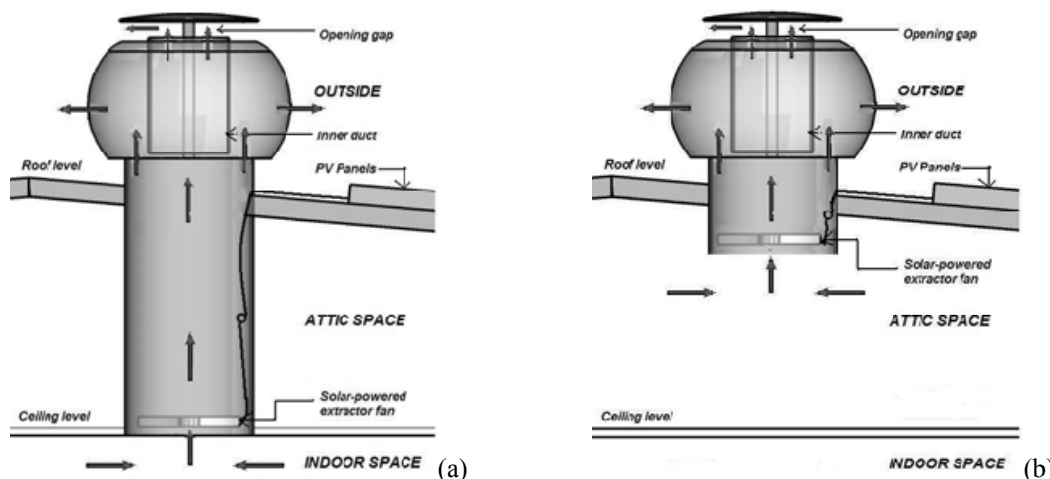 Opening gap
OUTSIDE
Inner duct
Roof level
PV Panels
ATTIC SPACE
Solar-powered
extractor fan
Ceiling level
INDOOR SPACE
(a)
Opening gap
OUTSIDE
Inner duct
Roof level
PV Panels
Solar-powered
extractor fan
ATTIC SPACE
Ceiling level
INDOOR SPACE
(b)